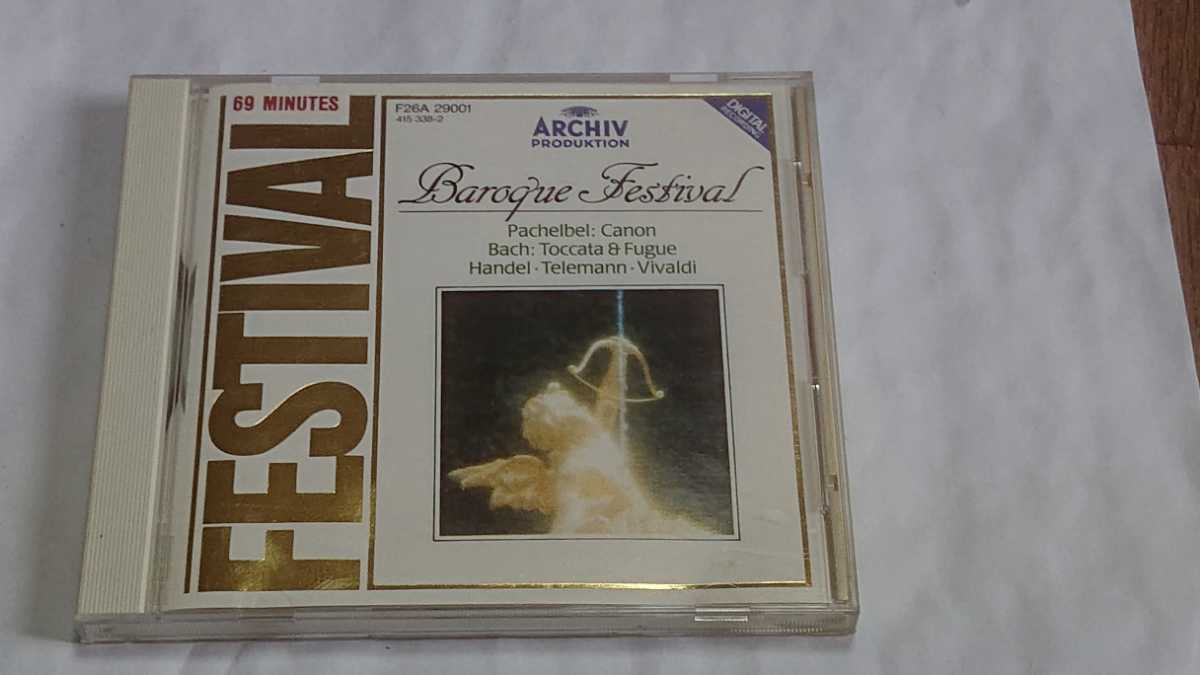 69 MINUTES
FESTIVAL
F26A 29001
415 338-2
ARCHIV
PRODUKTION
DIGITAL
RECORDING
Baroque Festival
Pachelbel: Canon
Bach: Toccata & Fugue
Handel · Telemann · Vivaldi